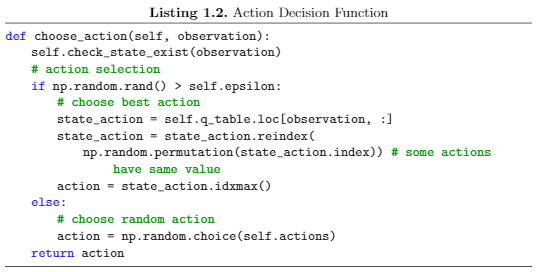 Listing 1.2. Action Decision Function
def choose_action(self, observation):
    self.check_state_exist(observation)
    # action selection
    if np.random.rand() > self.epsilon:
        # choose best action
        state_action = self.q_table.loc[observation, :]
        state_action = state_action.reindex(
            np.random.permutation(state_action.index)) # some actions
                have same value
        action = state_action.idxmax()
    else:
        # choose random action
        action = np.random.choice(self.actions)
    return action